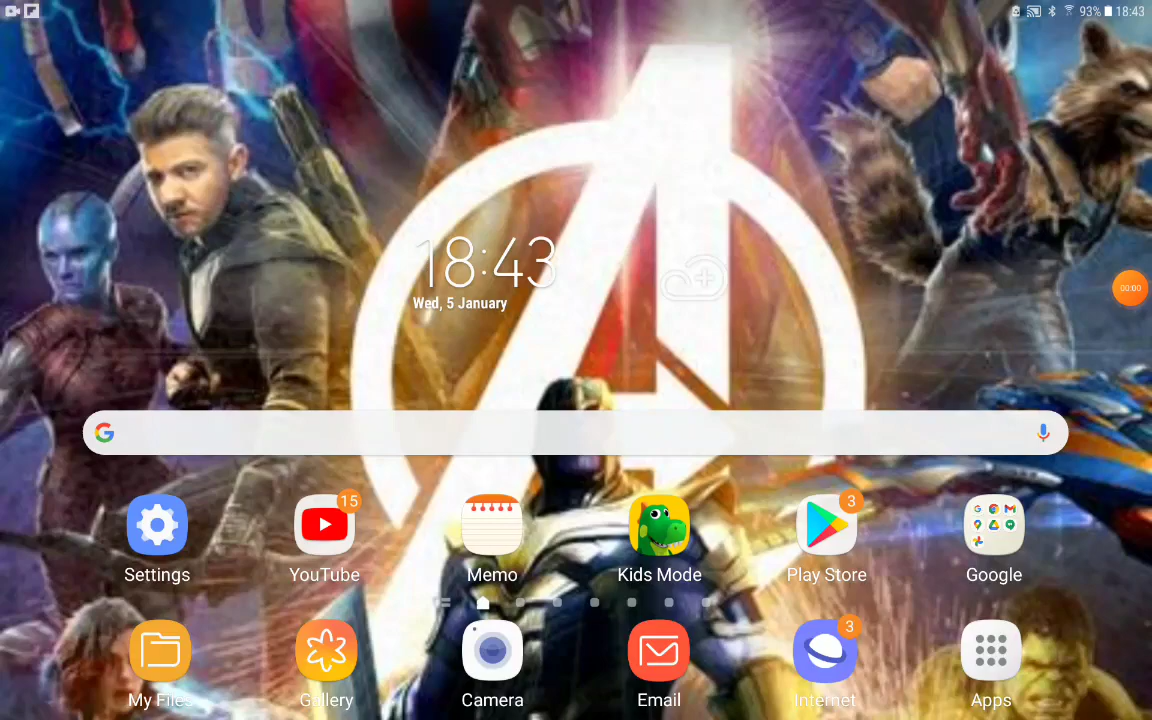 93% 18:43
18:43
Wed, 5 January
00:00
15
3
Settings
YouTube
Memo
Kids Mode
Play Store
Google
3
My Files
Gallery
Camera
Email
Internet
Apps